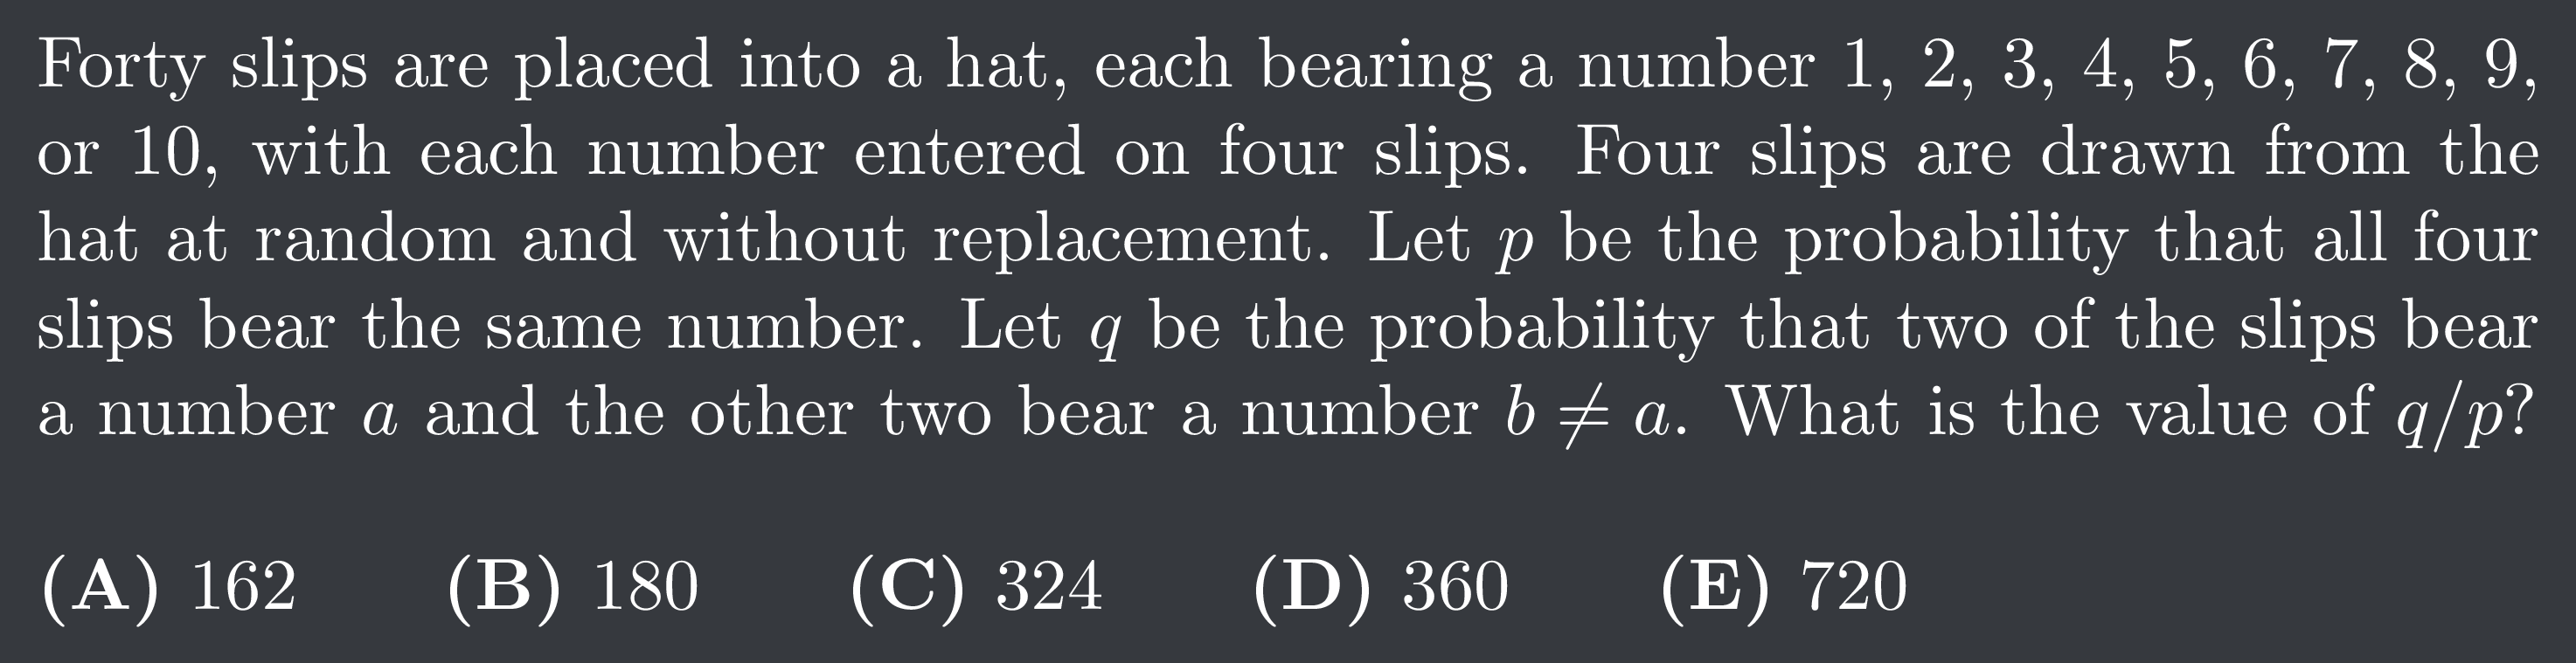 Forty slips are placed into a hat, each bearing a number 1, 2, 3, 4, 5, 6, 7, 8, 9,
or 10, with each number entered on four slips. Four slips are drawn from the
hat at random and without replacement. Let p be the probability that all four
slips bear the same number. Let q be the probability that two of the slips bear
a number a and the other two bear a number b ≠ a. What is the value of q/p?
(A) 162 (B) 180 (C) 324 (D) 360 (E) 720